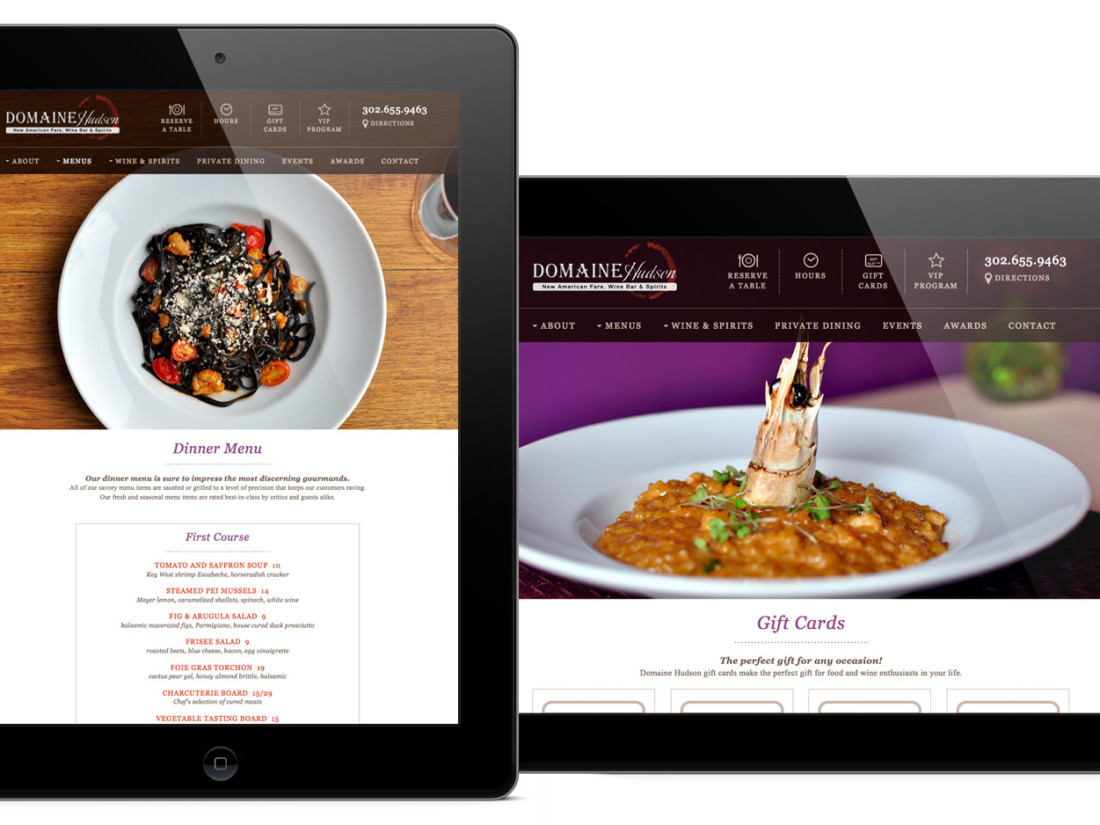 DOMAINE Hudson
New American Fare, Wine Bar & Spirits
RESERVE
A TABLE
HOURS
GIFT
CARDS
VIP
PROGRAM
302.655.9463
DIRECTIONS
ABOUT MENUS WINE & SPIRITS PRIVATE DINING EVENTS AWARDS CONTACT
Dinner Menu
Our dinner menu is sure to impress the most discerning gourmands.
All of our savory menu items are sautéed or grilled to a level of precision that keeps our customers raving.
Our fresh and seasonal menu items are rated best-in-class by critics and guests alike.
First Course
TOMATO AND SAFFRON SOUP 10
Key West shrimp Escabeche, horseradish cracker
STEAMED PEI MUSSELS 14
Meyer lemon, caramelized shallots, spinach, white wine
FIG & ARUGULA SALAD 9
balsamic macerated figs, Parmigiano, house cured duck prosciutto
FRISEE SALAD 9
roasted beets, blue cheese, bacon, egg vinaigrette
FOIE GRAS TORCHON 19
cactus pear gel, honey almond brittle, balsamic
CHARCUTERIE BOARD 15/29
Chef's selection of cured meats
VEGETABLE TASTING BOARD 15
DOMAINE Hudson
New American Fare, Wine Bar & Spirits
RESERVE
A TABLE
HOURS
GIFT
CARDS
VIP
PROGRAM
302.655.9463
DIRECTIONS
ABOUT MENUS WINE & SPIRITS PRIVATE DINING EVENTS AWARDS CONTACT
Gift Cards
The perfect gift for any occasion!
Domaine Hudson gift cards make the perfect gift for food and wine enthusiasts in your life.